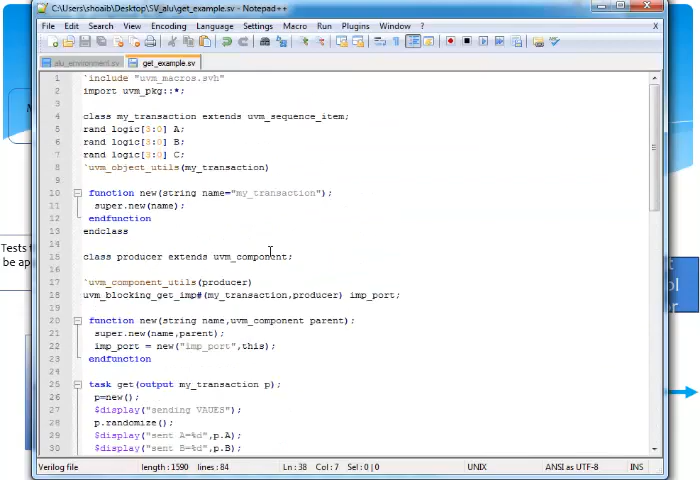 C:\Users\shoaib\Desktop\SV_alu\get_example.sv - Notepad++
File Edit Search View Encoding Language Settings Macro Run Plugins Window ? X
alu_environment.sv get_example.sv
1 `include "uvm_macros.svh"
2 import uvm_pkg::*;
3
4 class my_transaction extends uvm_sequence_item;
5 rand logic[3:0] A;
6 rand logic[3:0] B;
7 rand logic[3:0] C;
8 `uvm_object_utils(my_transaction)
9
10 function new(string name="my_transaction");
11 super.new(name);
12 endfunction
13 endclass
14
15 class producer extends uvm_component;
16
17 `uvm_component_utils(producer)
18 uvm_blocking_get_imp#(my_transaction,producer) imp_port;
19
20 function new(string name,uvm_component parent);
21 super.new(name,parent);
22 imp_port = new("imp_port",this);
23 endfunction
24
25 task get(output my_transaction p);
26 p=new();
27 $display("sending VAUES");
28 p.randomize();
29 $display("sent A=%d",p.A)
30 $display("sent B=%d",p.B)
Verilog file length : 1590 lines : 84 Ln : 38 Col : 7 Sel : 0 | 0 UNIX ANSI as UTF-8 INS
Tests
be ap